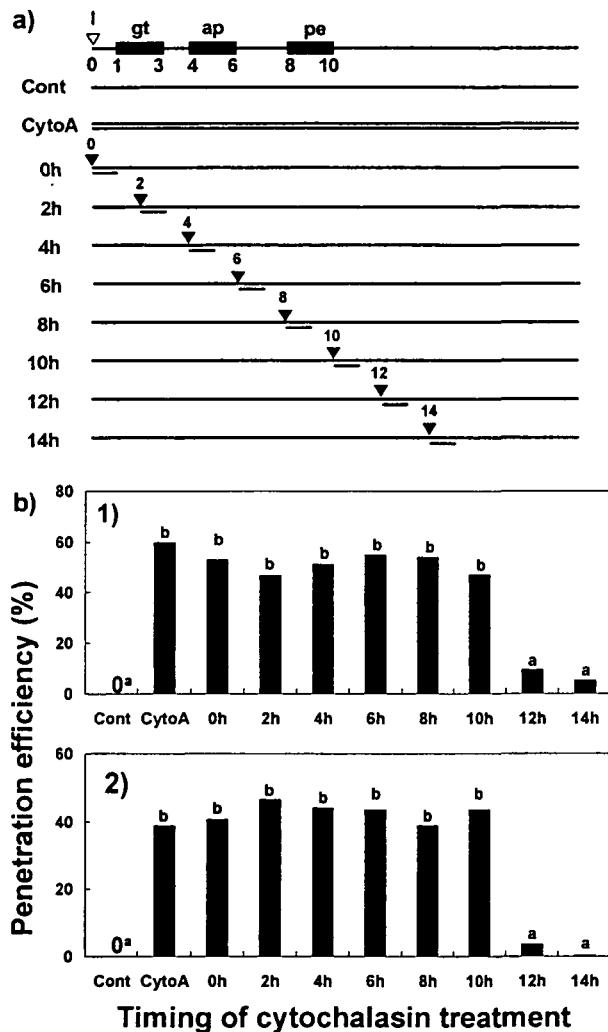 a)
I
gt ap pe
0 1 3 4 6 8 10
Cont
CytoA
0
0h
2
2h
4
4h
6
6h
8
8h
10
10h
12
12h
14
14h
b)
1)
Penetration efficiency (%)
80
60
40
20
0
b b b b b b b a a
0a
Cont CytoA 0h 2h 4h 6h 8h 10h 12h 14h
2)
60
40
20
0
b b b b b b b a a
0a
Cont CytoA 0h 2h 4h 6h 8h 10h 12h 14h
Timing of cytochalasin treatment